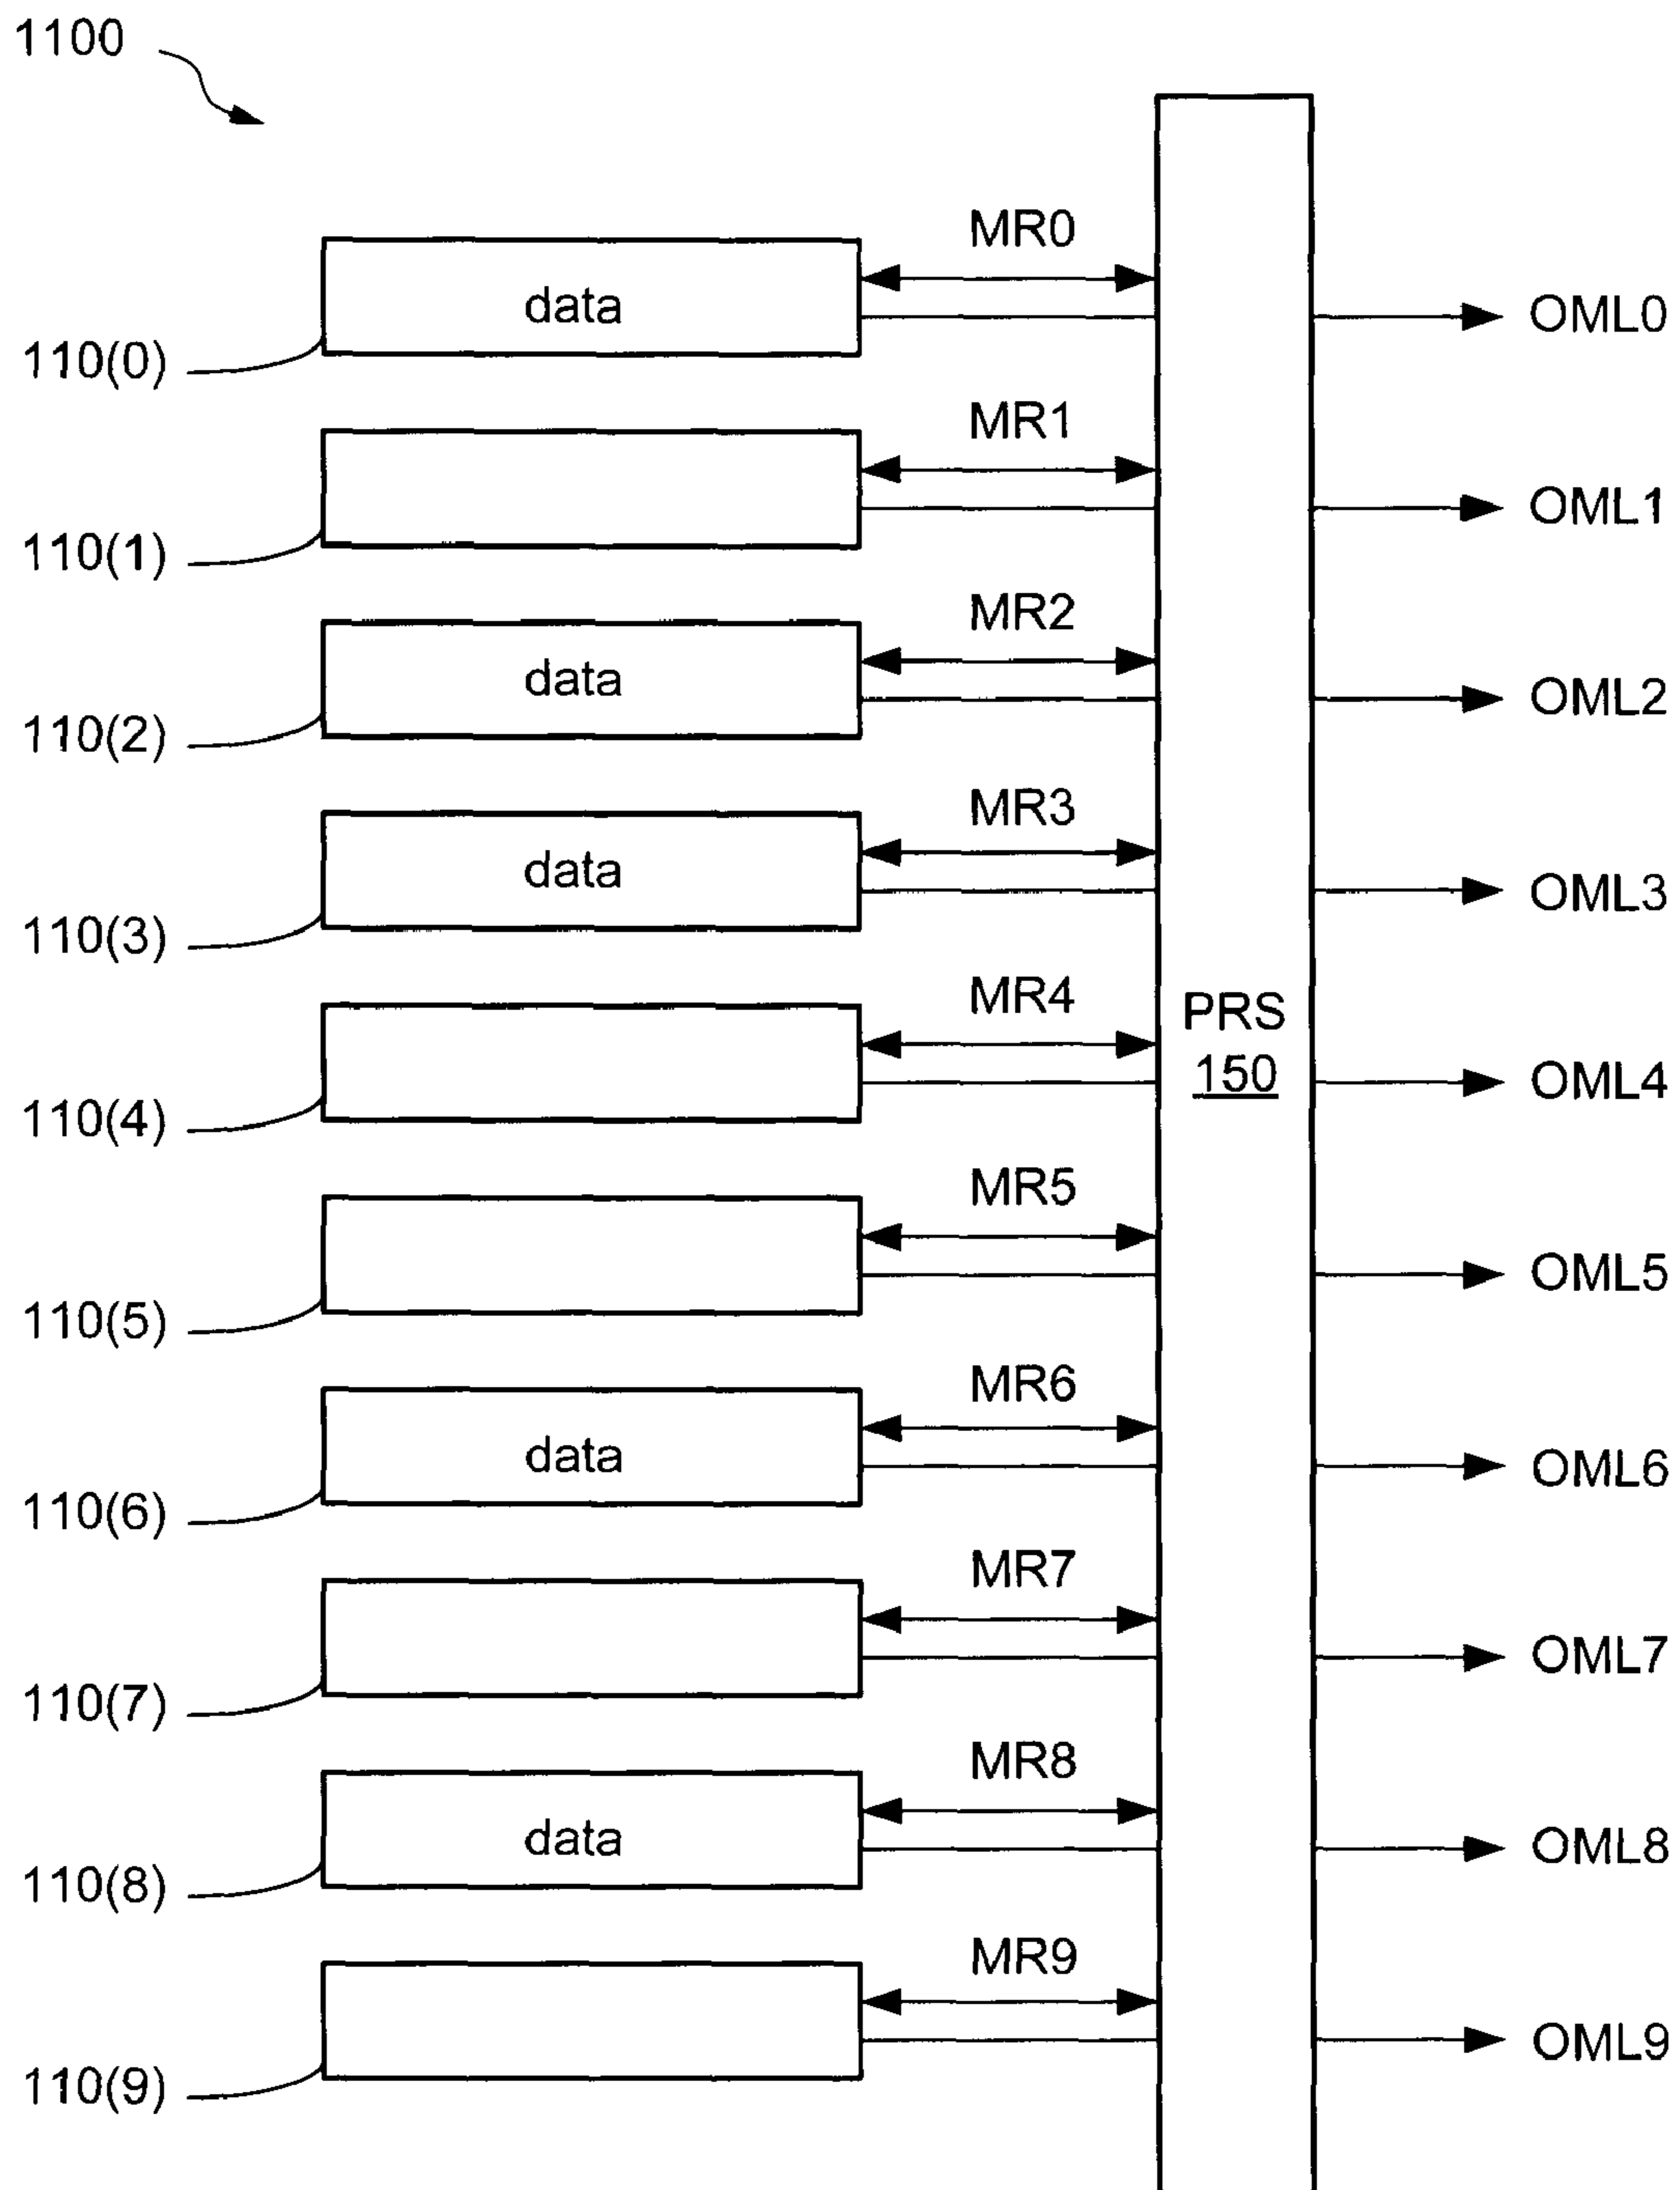 1100
MR0
data
OML0
110(0)
MR1
OML1
110(1)
MR2
data
OML2
110(2)
MR3
data
OML3
110(3)
MR4
PRS
150
OML4
110(4)
MR5
OML5
110(5)
MR6
data
OML6
110(6)
MR7
OML7
110(7)
MR8
data
OML8
110(8)
MR9
OML9
110(9)